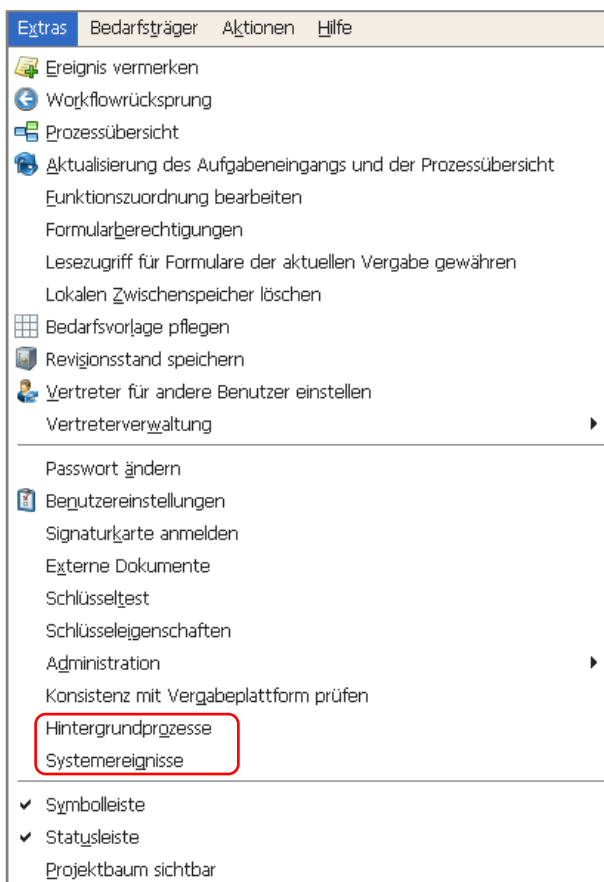 Extras Bedarfsträger Aktionen Hilfe
Ereignis vermerken
Workflowrücksprung
Prozessübersicht
Aktualisierung des Aufgabeneingangs und der Prozessübersicht
Funktionszuordnung bearbeiten
Formularberechtigungen
Lesezugriff für Formulare der aktuellen Vergabe gewähren
Lokalen Zwischenspeicher löschen
Bedarfsvorlage pflegen
Revisionsstand speichern
Vertreter für andere Benutzer einstellen
Vertreterverwaltung
Passwort ändern
Benutzereinstellungen
Signaturkarte anmelden
Externe Dokumente
Schlüsseltest
Schlüsseleigenschaften
Administration
Konsistenz mit Vergabeplattform prüfen
Hintergrundprozesse
Systemereignisse
Symbolleiste
Statusleiste
Projektbaum sichtbar